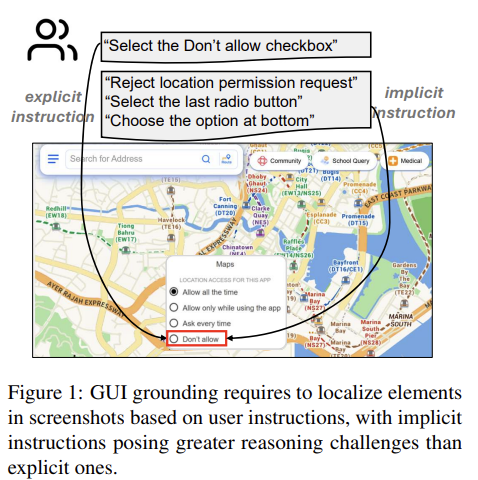 “Select the Don’t allow checkbox”
“Reject location permission request”
“Select the last radio button”
“Choose the option at bottom”
explicit
instruction
implicit
instruction
Search for Address
Community
School Query
Medical
Bugis
(DT14)
Dhoby
Ghaut
(NS24)
City
Hall
(EW13/NS25)
Promenade
(CC4)
EAST COAST PARKWAY
Fort
Canning
(DT20)
Clarke
Quay
(NE5)
Esplanade
(CC3)
Promenade
(DT15)
Redhill
(EW18)
Tiong
Bahru
(EW17)
Havelock
(TE16)
Chinatown
(NE4)
Raffles
Place
Bayfront
(DT16/CE1)
Gardens
By The
Bay
(TE22)
AYER RAJAH EXPRESSWAY
Marina
Bay
(NS27)
Marina
South
Pier
(NS28)
MARINA
SOUTH
Maps
LOCATION ACCESS FOR THIS APP
Allow all the time
Allow only while using the app
Ask every time
Don't allow
Figure 1: GUI grounding requires to localize elements
in screenshots based on user instructions, with implicit
instructions posing greater reasoning challenges than
explicit ones.